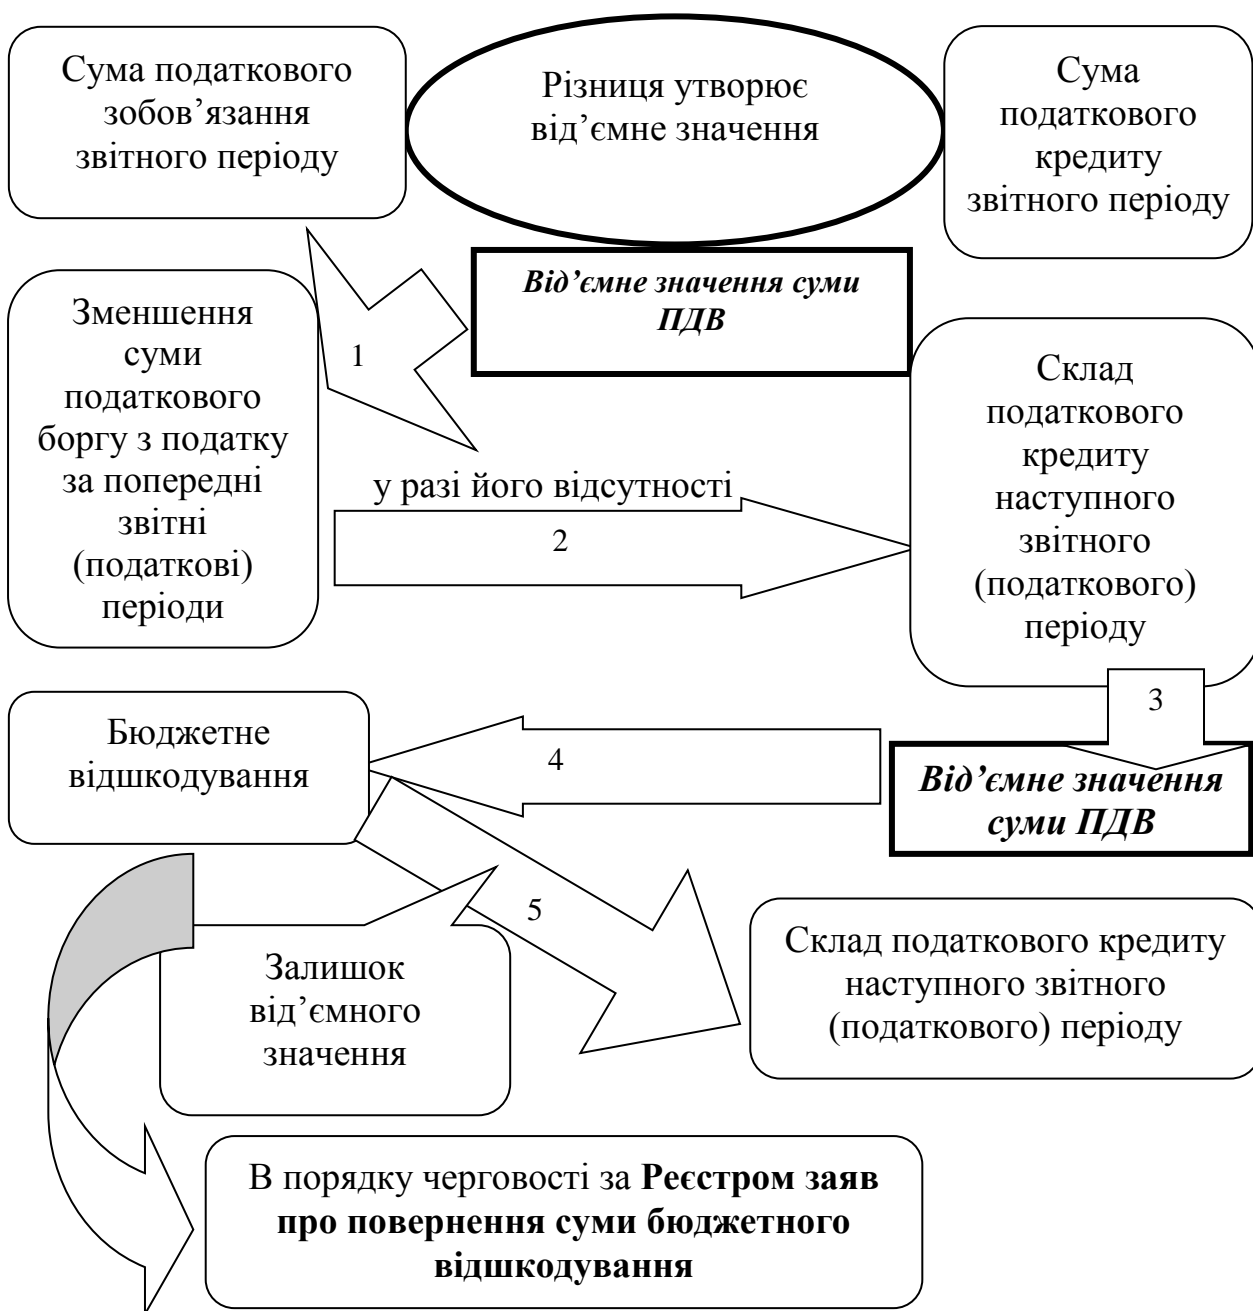 Сума податкового
зобов’язання
звітного періоду
Різниця утворює
від’ємне значення
Сума
податкового
кредиту
звітного періоду
Від’ємне значення суми
ПДВ
Зменшення
суми
податкового
боргу з податку
за попередні
звітні
(податкові)
періоди
1
у разі його відсутності
2
Склад
податкового
кредиту
наступного
звітного
(податкового)
періоду
3
Бюджетне
відшкодування
4
Від’ємне значення
суми ПДВ
5
Залишок
від’ємного
значення
Склад податкового кредиту
наступного звітного
(податкового) періоду
В порядку черговості за Реєстром заяв
про повернення суми бюджетного
відшкодування